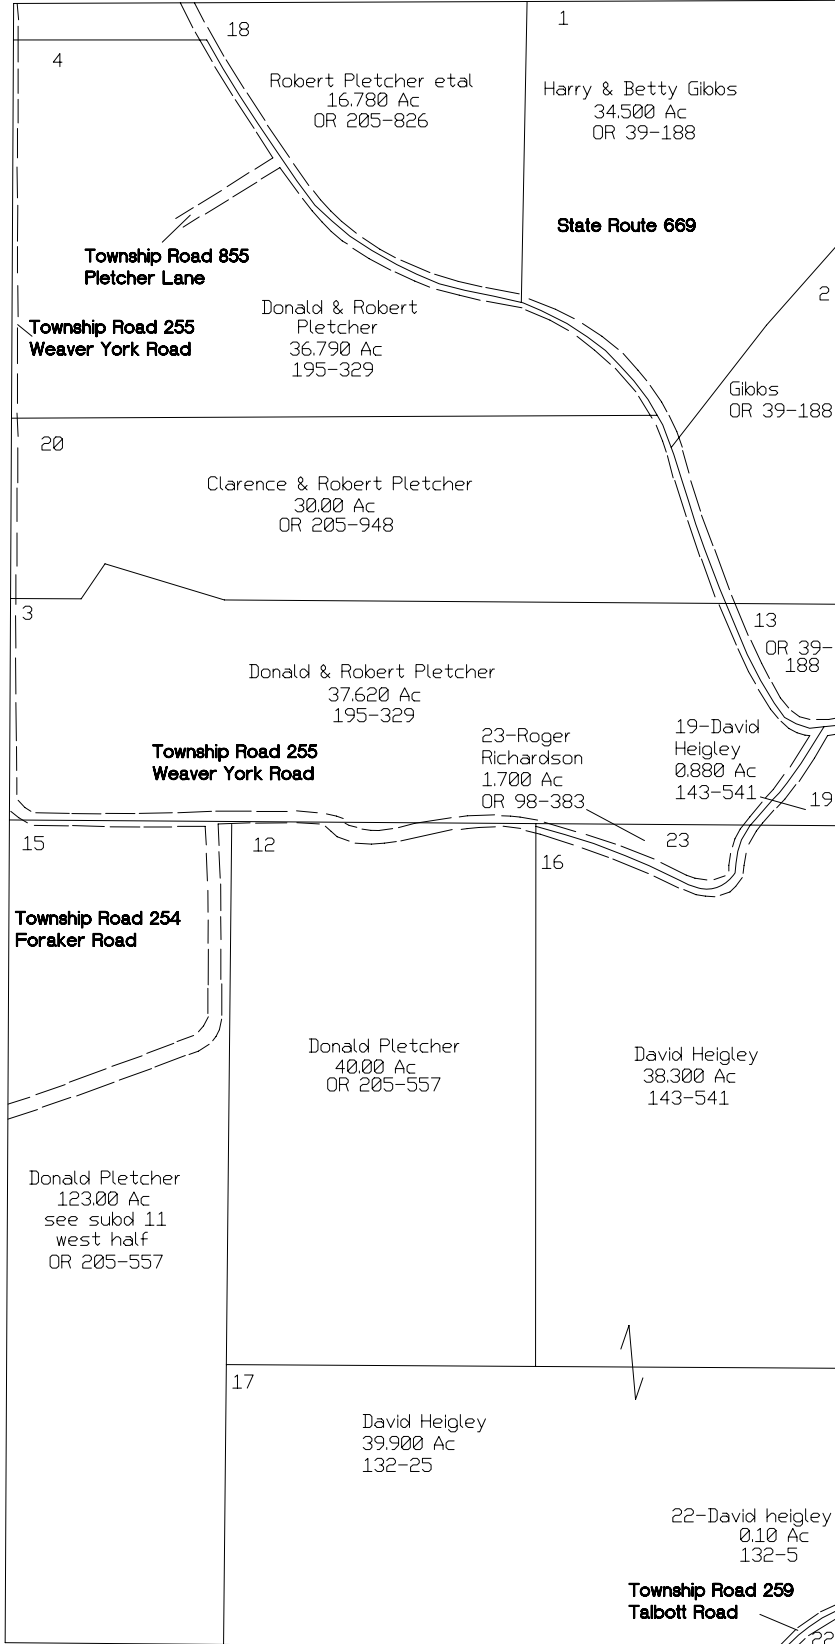 18
1
4
Robert Pletcher etal
16.780 Ac
OR 205-826
Harry & Betty Gibbs
34.500 Ac
OR 39-188
State Route 669
Township Road 855
Pletcher Lane
2
Donald & Robert
Pletcher
36.790 Ac
195-329
Township Road 255
Weaver York Road
Gibbs
OR 39-188
20
Clarence & Robert Pletcher
30.00 Ac
OR 205-948
3
13
OR 39-
188
Donald & Robert Pletcher
37.620 Ac
195-329
Township Road 255
Weaver York Road
23-Roger
Richardson
1.700 Ac
OR 98-383
19-David
Heigley
0.880 Ac
143-541
19
15
12
16
23
Township Road 254
Foraker Road
Donald Pletcher
40.00 Ac
OR 205-557
David Heigley
38.300 Ac
143-541
Donald Pletcher
123.00 Ac
see subd 11
west half
OR 205-557
17
David Heigley
39.900 Ac
132-25
22-David heigley
0.10 Ac
132-5
Township Road 259
Talbott Road
22